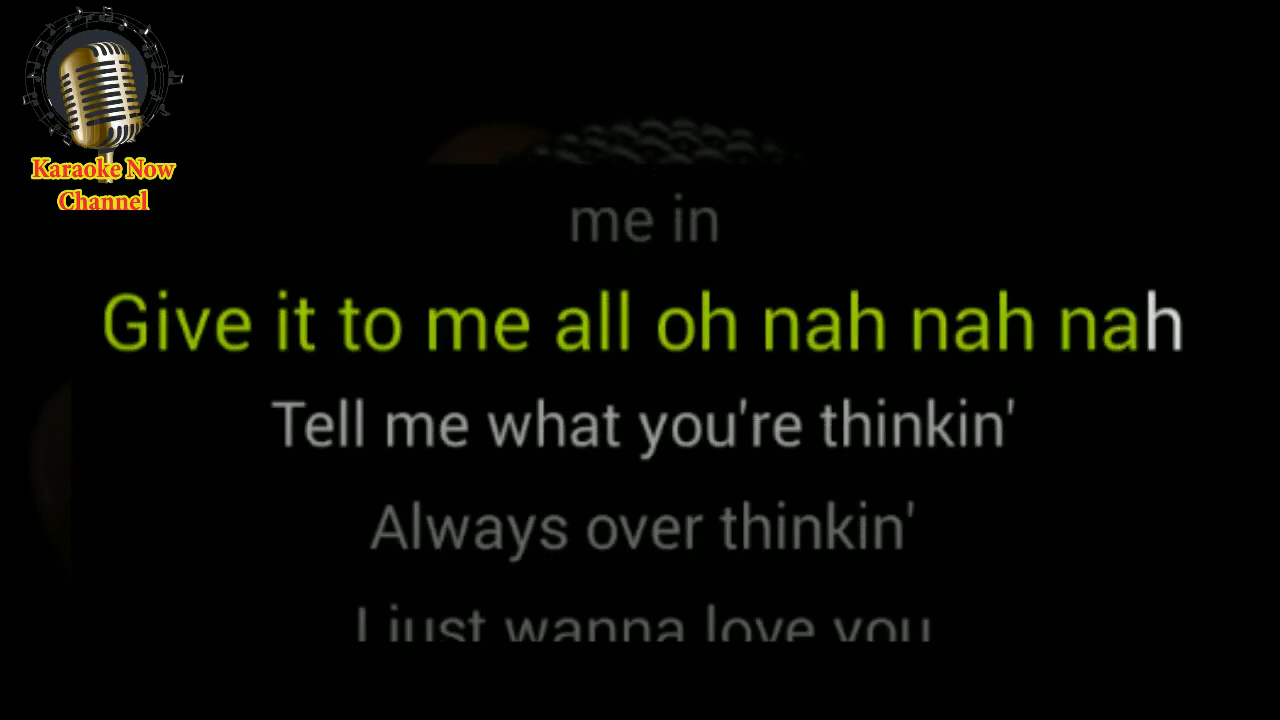 Karaoke Now
Channel
me in
Give it to me all oh nah nah nah
Tell me what you're thinkin'
Always over thinkin'
I just wanna love you